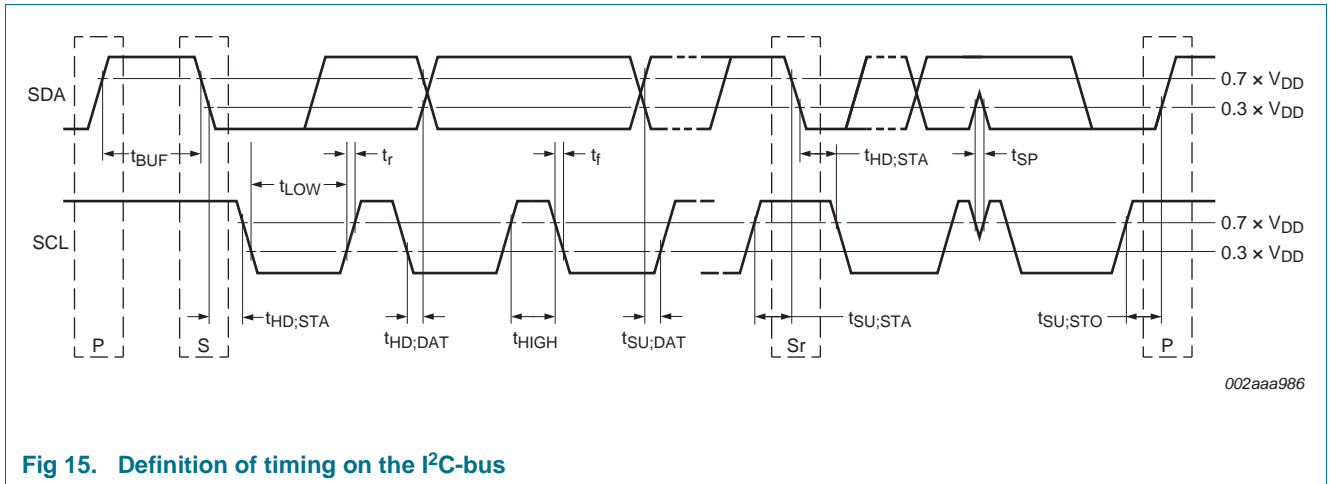 SDA
0.7 × VDD
0.3 × VDD
tBUF
tr
tf
tHD;STA
tSP
tLOW
SCL
0.7 × VDD
0.3 × VDD
tHD;STA
tHD;DAT
tHIGH
tSU;DAT
tSU;STA
tSU;STO
P
S
Sr
P
002aaa986
Fig 15. Definition of timing on the I²C-bus